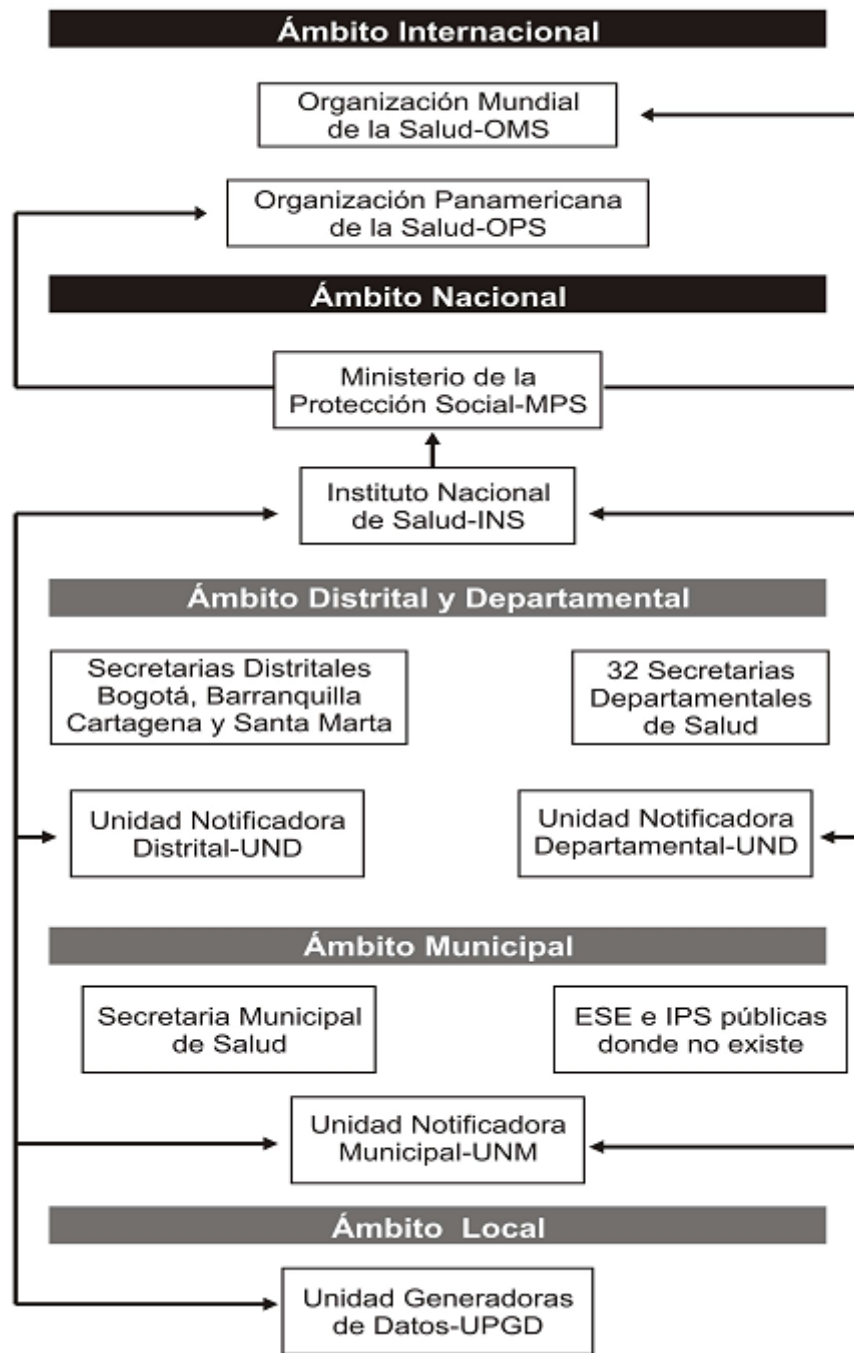 Ámbito Internacional
Organización Mundial
de la Salud-OMS
Organización Panamericana
de la Salud-OPS
Ámbito Nacional
Ministerio de la
Protección Social-MPS
Instituto Nacional
de Salud-INS
Ámbito Distrital y Departamental
Secretarias Distritales
Bogotá, Barranquilla
Cartagena y Santa Marta
32 Secretarias
Departamentales
de Salud
Unidad Notificadora
Distrital-UND
Unidad Notificadora
Departamental-UND
Ámbito Municipal
Secretaria Municipal
de Salud
ESE e IPS públicas
donde no existe
Unidad Notificadora
Municipal-UNM
Ámbito Local
Unidad Generadoras
de Datos-UPGD